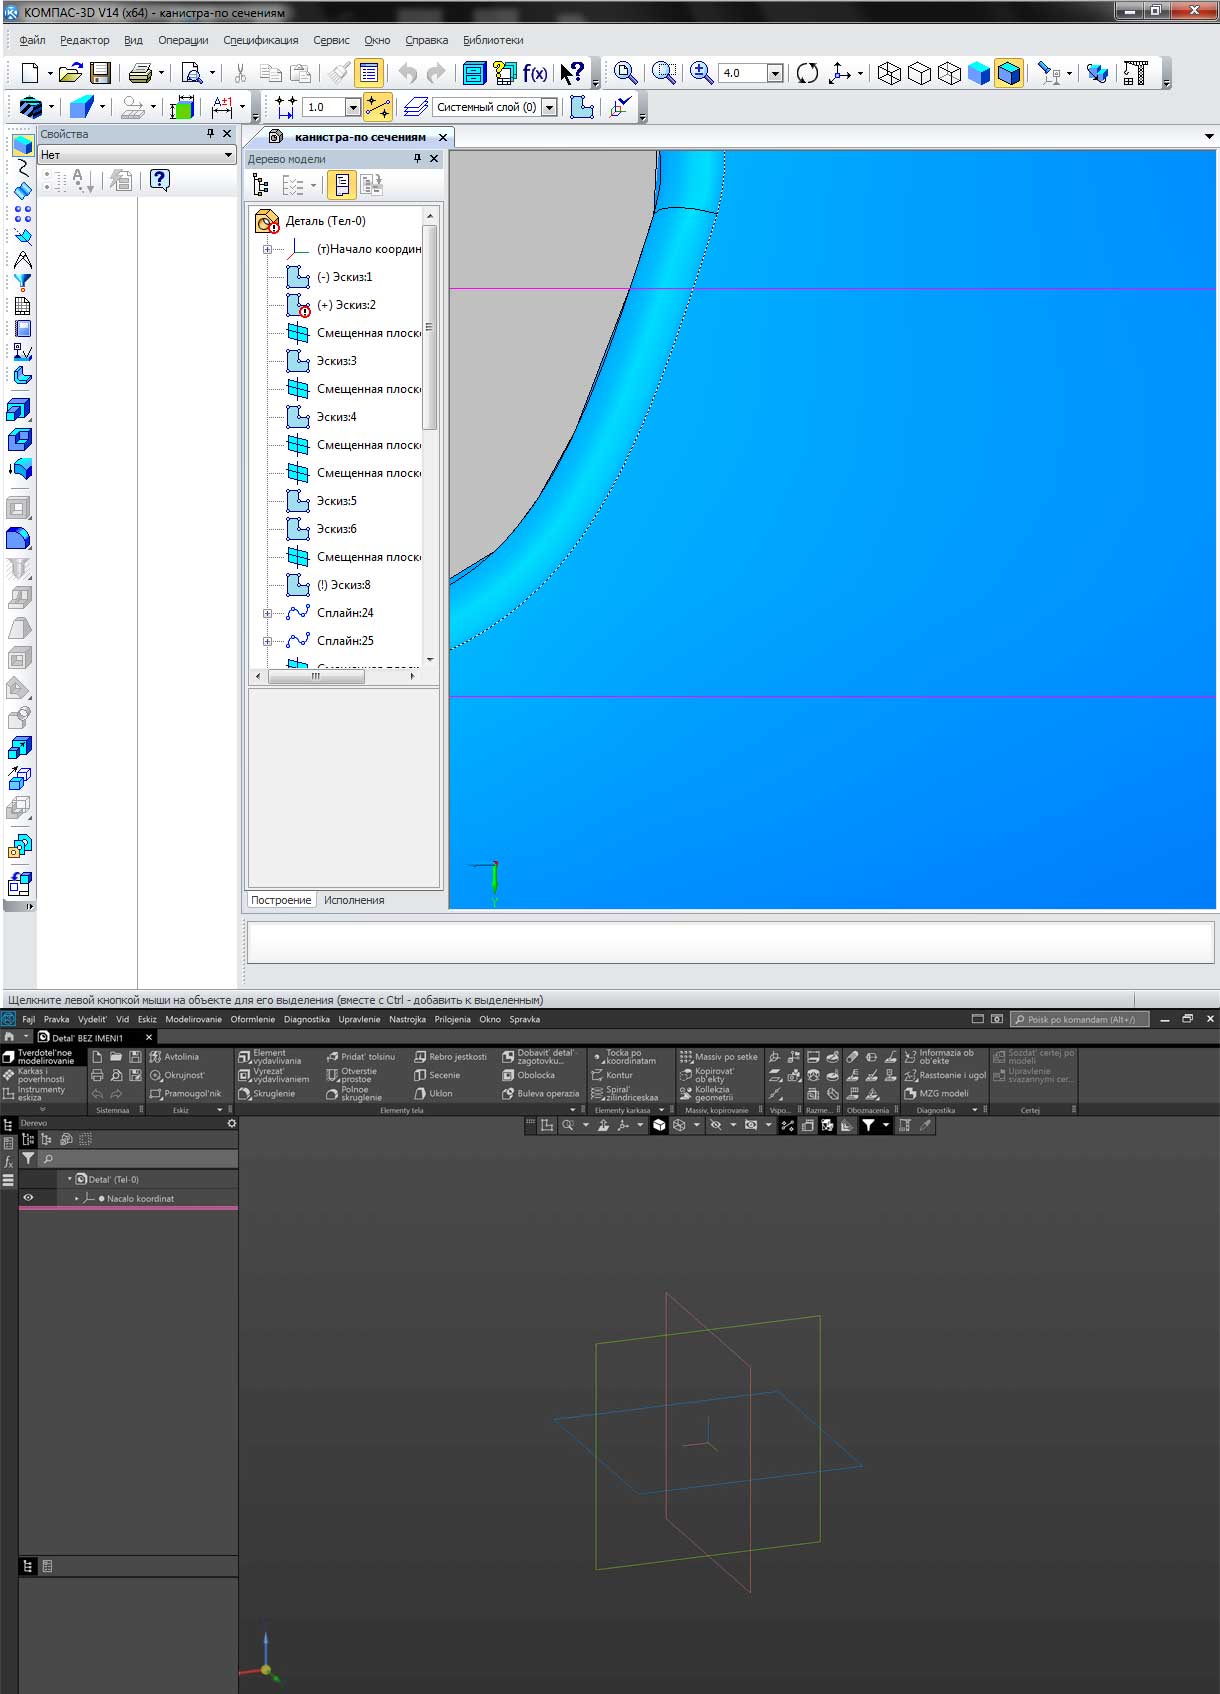 КОМПАС-3D V14 (x64) - канистра-по сечениям
Файл Редактор Вид Операции Спецификация Сервис Окно Справка Библиотеки
f(x) 4.0
1.0 Системный слой (0)
Свойства
Нет
канистра-по сечениям
Дерево модели
Деталь (Тел-0)
(т)Начало координ
(-) Эскиз:1
(+) Эскиз:2
Смещенная плоск
Эскиз:3
Смещенная плоск
Эскиз:4
Смещенная плоск
Смещенная плоск
Эскиз:5
Эскиз:6
Смещенная плоск
(!) Эскиз:8
Сплайн:24
Сплайн:25
Y
Построение Исполнения
Щелкните левой кнопкой мыши на объекте для его выделения (вместе с Ctrl - добавить к выделенным)
Fajl Pravka Vydelit' Vid Eskiz Modelirovanie Oformlenie Diagnostika Upravlenie Nastrojka Prilojenia Okno Spravka Poisk po komandam (Alt+/)
Detal' BEZ IMENI1
Tverdotel'noe modelirovanie
Karkas i poverhnosti
Instrumenty eskiza
Sistemnaa
Avtolinia
Okrujnost'
Pramougol'nik
Eskiz
Element vydavlivania
Vyrezat' vydavlivaniem
Skruglenie
Pridat' tolsinu
Otverstie prostoe
Polnoe skruglenie
Rebro jestkosti
Secenie
Uklon
Dobavit' detal'-zagotovku...
Obolocka
Buleva operazia
Elementy tela
Tocka po koordinatam
Kontur
Spiral' zilindriceskaa
Elementy karkasa
Massiv po setke
Kopirovat' ob'ekty
Kollekzia geometrii
Massiv, kopirovanie
Vspo...
Razme...
Oboznacenia
Informazia ob ob'ekte
Rasstoanie i ugol
MZG modeli
Diagnostika
Sozdat' certej po modeli
Upravlenie svazannymi cer...
Certej
Derevo
Detal' (Tel-0)
Nacalo koordinat